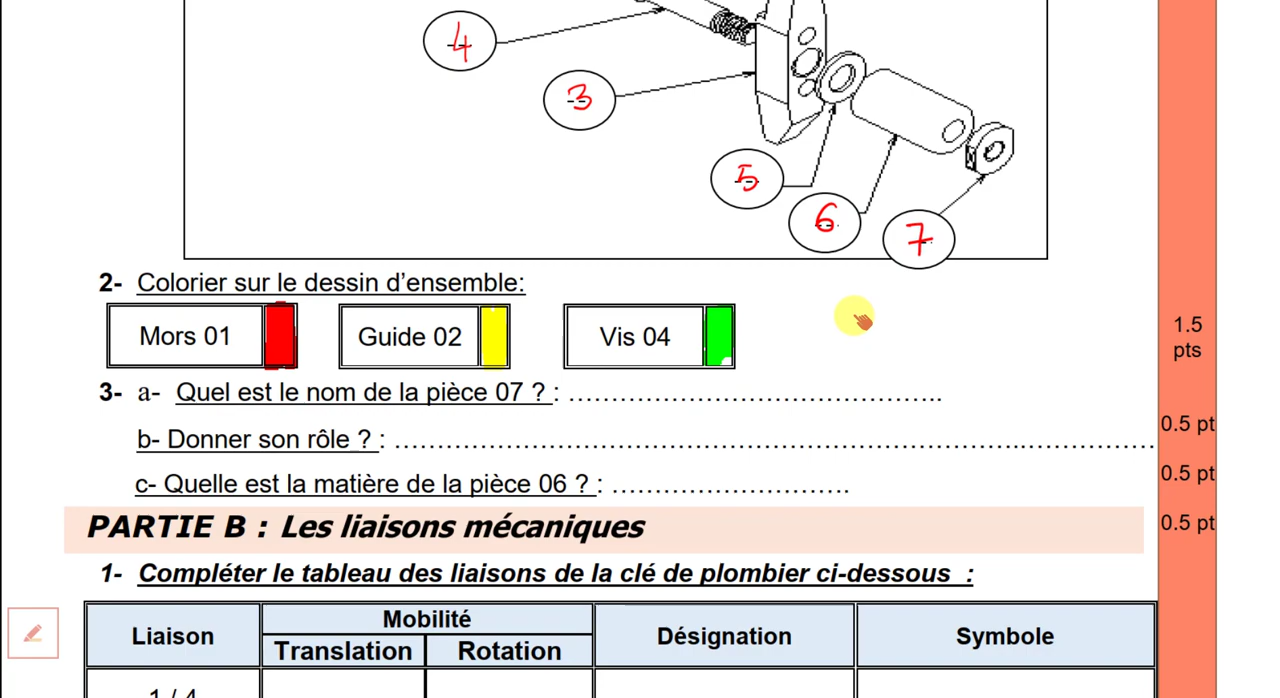 4
3
5
6
7
2- Colorier sur le dessin d’ensemble:
Mors 01
Guide 02
Vis 04
1.5
pts
3- a- Quel est le nom de la pièce 07 ? : ……………………………………..
0.5 pt
b- Donner son rôle ? : ……………………………………………………………..……………
0.5 pt
c- Quelle est la matière de la pièce 06 ? : ……………………….
0.5 pt
PARTIE B : Les liaisons mécaniques
1- Compléter le tableau des liaisons de la clé de plombier ci-dessous :
Liaison
Mobilité
Translation
Rotation
Désignation
Symbole
1 / 4